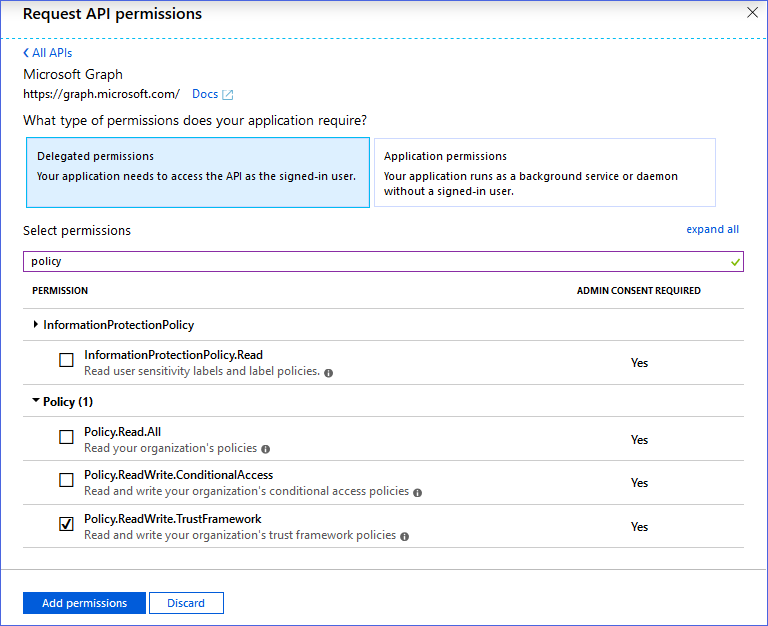 Request API permissions
All APIs
Microsoft Graph
https://graph.microsoft.com/ Docs
What type of permissions does your application require?
Delegated permissions
Your application needs to access the API as the signed-in user.
Application permissions
Your application runs as a background service or daemon
without a signed-in user.
Select permissions
expand all
policy
PERMISSION
ADMIN CONSENT REQUIRED
InformationProtectionPolicy
InformationProtectionPolicy.Read
Read user sensitivity labels and label policies.
Yes
Policy (1)
Policy.Read.All
Read your organization's policies
Yes
Policy.ReadWrite.ConditionalAccess
Read and write your organization's conditional access policies
Yes
Policy.ReadWrite.TrustFramework
Read and write your organization's trust framework policies
Yes
Add permissions
Discard